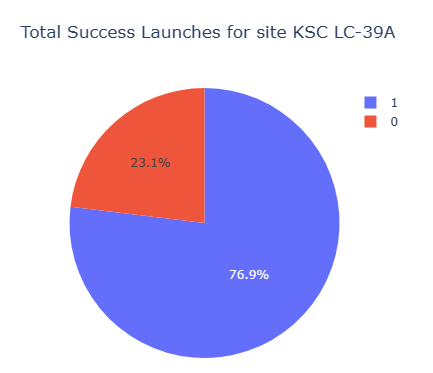 Total Success Launches for site KSC LC-39A
1
0
23.1%
76.9%